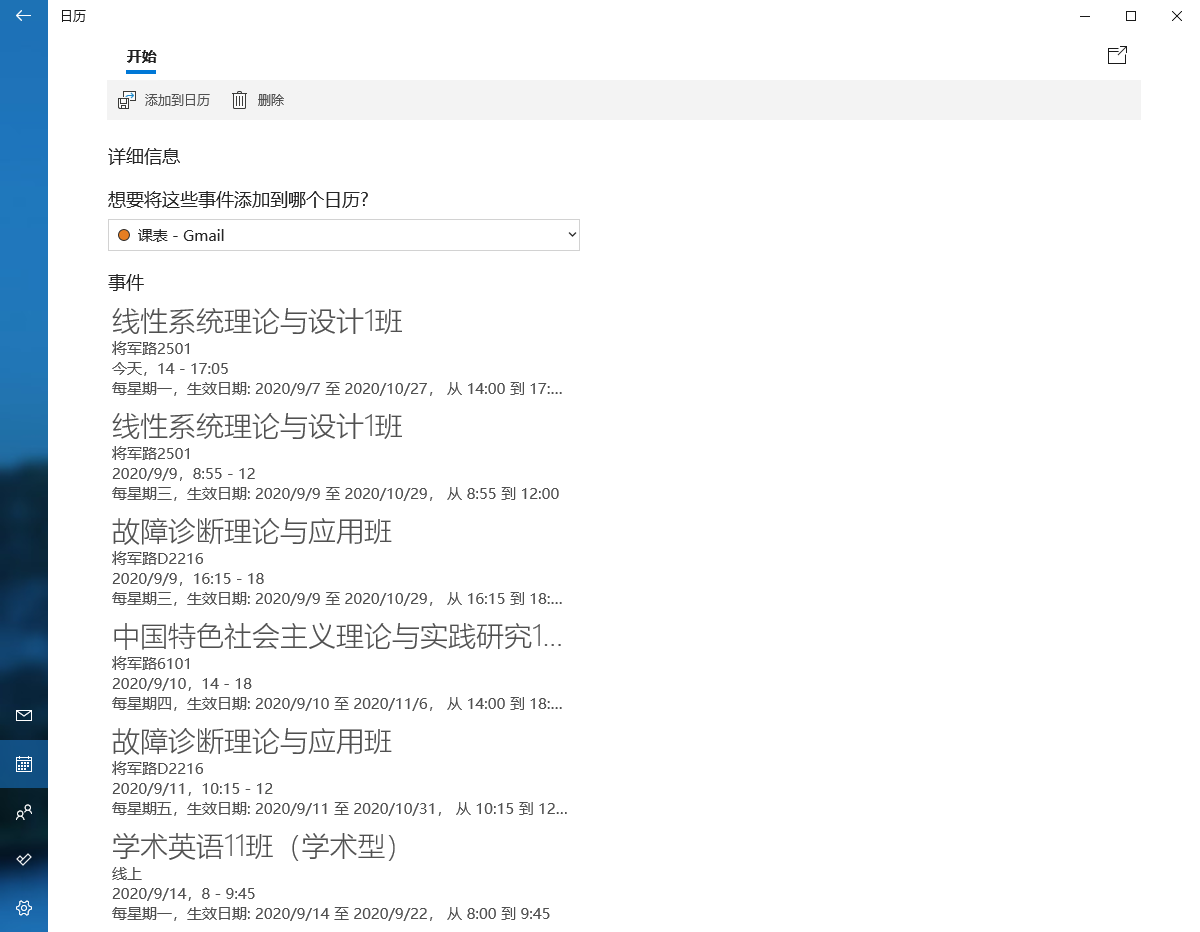 日历
开始
添加到日历 删除
详细信息
想要将这些事件添加到哪个日历?
课表 - Gmail
事件
线性系统理论与设计1班
将军路2501
今天，14 - 17:05
每星期一，生效日期: 2020/9/7 至 2020/10/27， 从 14:00 到 17:...
线性系统理论与设计1班
将军路2501
2020/9/9，8:55 - 12
每星期三，生效日期: 2020/9/9 至 2020/10/29， 从 8:55 到 12:00
故障诊断理论与应用班
将军路D2216
2020/9/9，16:15 - 18
每星期三，生效日期: 2020/9/9 至 2020/10/29， 从 16:15 到 18:...
中国特色社会主义理论与实践研究1...
将军路6101
2020/9/10，14 - 18
每星期四，生效日期: 2020/9/10 至 2020/11/6， 从 14:00 到 18:...
故障诊断理论与应用班
将军路D2216
2020/9/11，10:15 - 12
每星期五，生效日期: 2020/9/11 至 2020/10/31， 从 10:15 到 12...
学术英语11班（学术型）
线上
2020/9/14，8 - 9:45
每星期一，生效日期: 2020/9/14 至 2020/9/22， 从 8:00 到 9:45